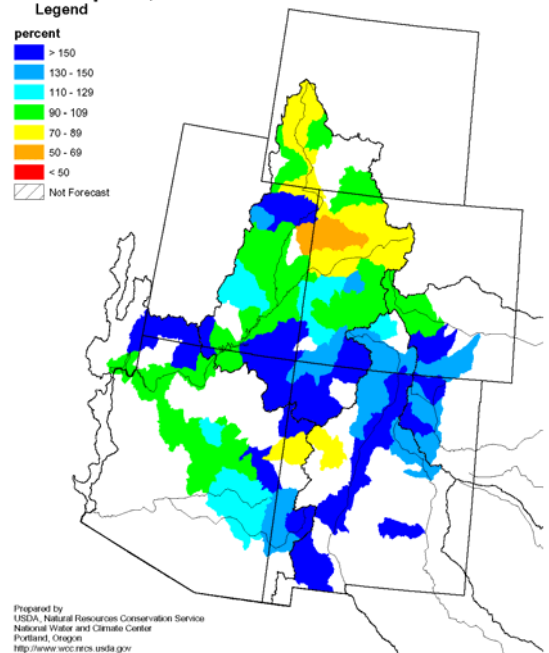 Legend
percent
> 150
130 - 150
110 - 129
90 - 109
70 - 89
50 - 69
< 50
Not Forecast
Prepared by
USDA, Natural Resources Conservation Service
National Water and Climate Center
Portland, Oregon
http://www.wcc.nrcs.usda.gov